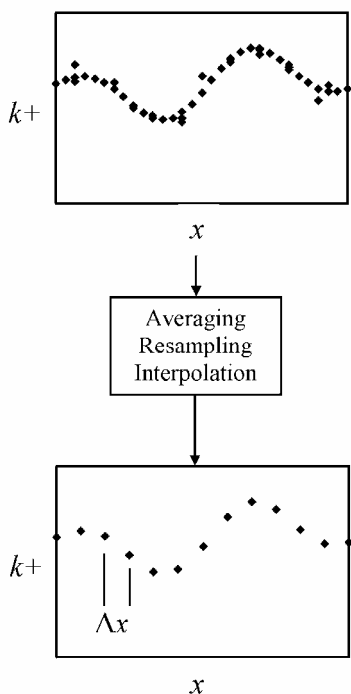 k+
x
Averaging
Resampling
Interpolation
k+
Λx
x